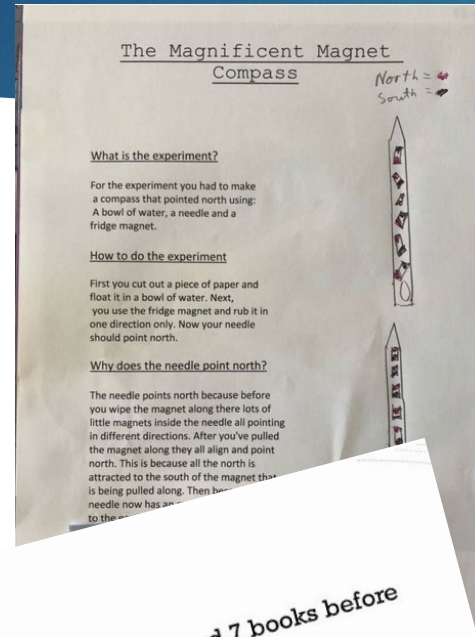 The Magnificent Magnet
Compass
North =
South =
What is the experiment?
For the experiment you had to make
a compass that pointed north using:
A bowl of water, a needle and a
fridge magnet.
How to do the experiment
First you cut out a piece of paper and
float it in a bowl of water. Next,
you use the fridge magnet and rub it in
one direction only. Now your needle
should point north.
Why does the needle point north?
The needle points north because before
you wipe the magnet along there lots of
little magnets inside the needle all pointing
in different directions. After you've pulled
the magnet along they all align and point
north. This is because all the north is
attracted to the south of the magnet that
is being pulled along. Then
needle now has
to the
7 books before